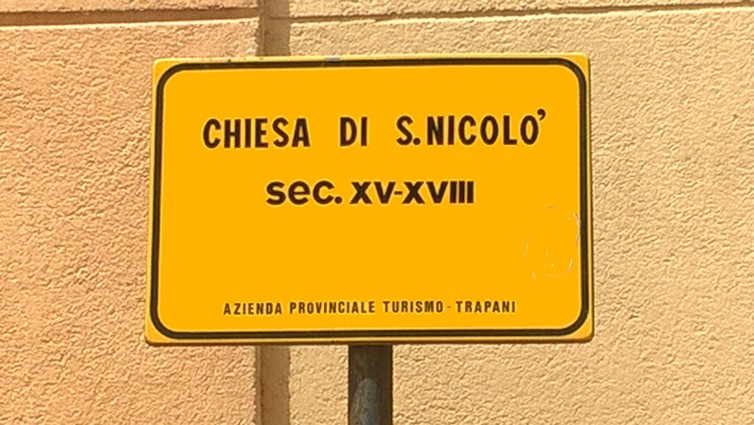 CHIESA DI S. NICOLO'
sec. XV-XVIII
AZIENDA PROVINCIALE TURISMO - TRAPANI